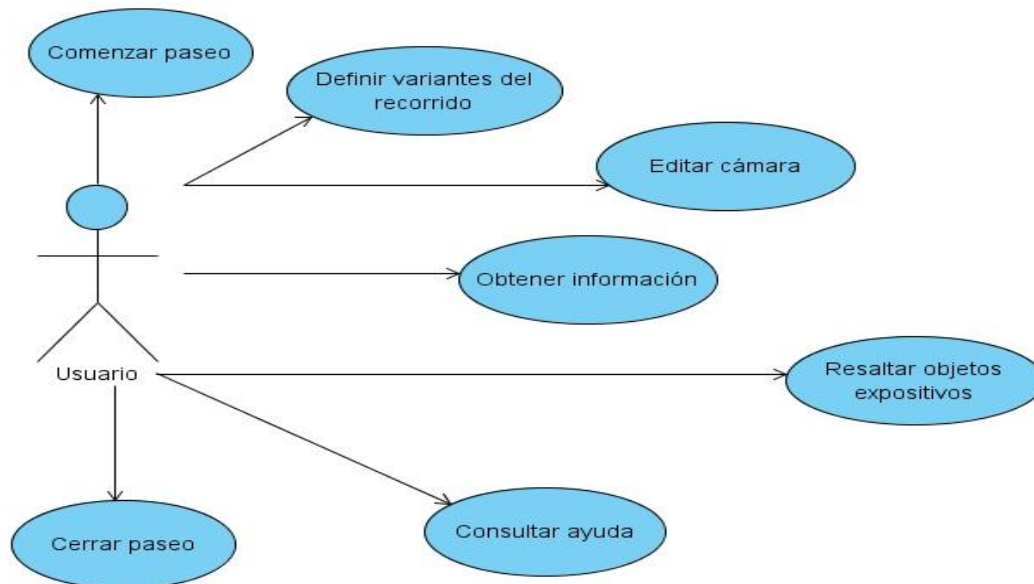 Comenzar paseo
Definir variantes del
recorrido
Editar cámara
Obtener información
Resaltar objetos
expositivos
Usuario
Consultar ayuda
Cerrar paseo